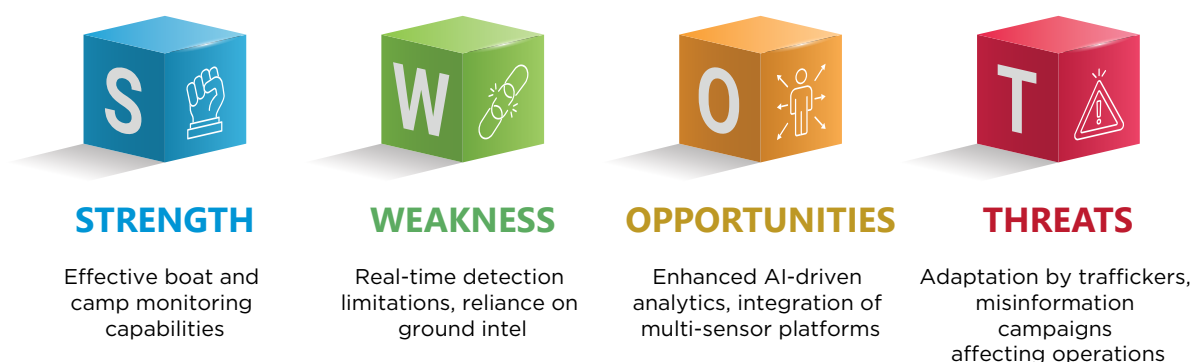 S
W
O
T
STRENGTH
Effective boat and
camp monitoring
capabilities
WEAKNESS
Real-time detection
limitations, reliance on
ground intel
OPPORTUNITIES
Enhanced AI-driven
analytics, integration of
multi-sensor platforms
THREATS
Adaptation by traffickers,
misinformation
campaigns
affecting operations